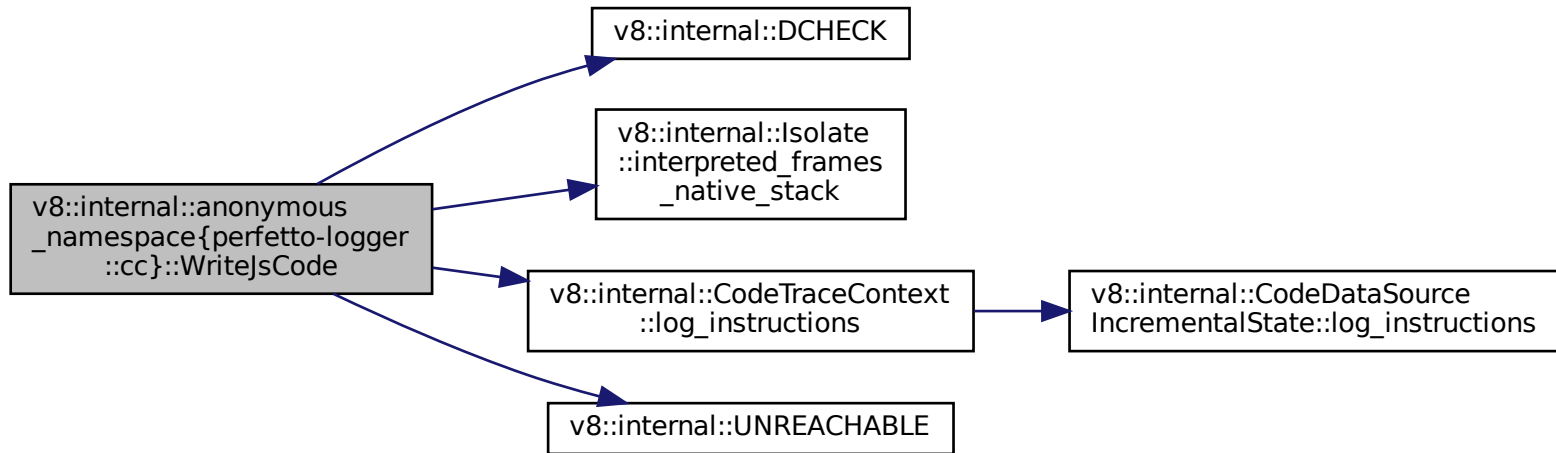 v8::internal::DCHECK
v8::internal::Isolate
::interpreted_frames
_native_stack
v8::internal::anonymous
_namespace{perfetto-logger
::cc}::WriteJsCode
v8::internal::CodeTraceContext
::log_instructions
v8::internal::CodeDataSource
IncrementalState::log_instructions
v8::internal::UNREACHABLE